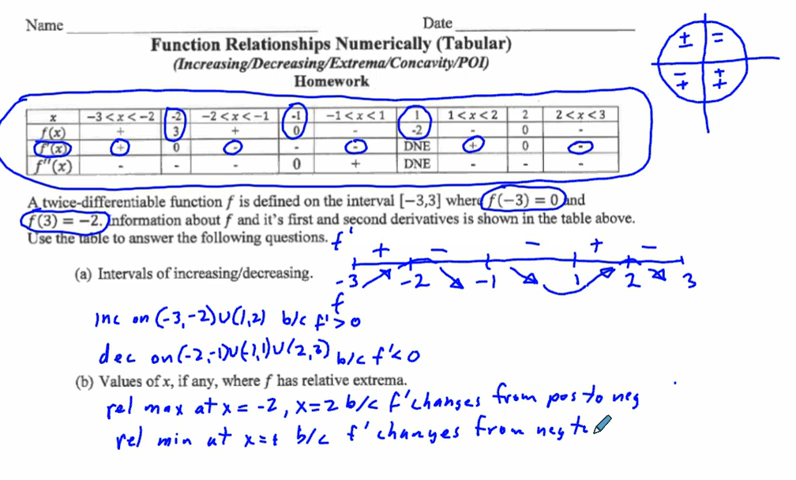 Name Date
Function Relationships Numerically (Tabular)
(Increasing/Decreasing/Extrema/Concavity/POI)
Homework
± =
∓ ‡
x −3 < x < −2 -2 −2 < x < −1 -1 −1 < x < 1 1 1 < x < 2 2 2 < x < 3
f(x) + 3 + 0 - -2 - 0 -
f'(x) + 0 - - - DNE + 0 -
f''(x) - - - 0 + DNE - - -
A twice-differentiable function f is defined on the interval [−3,3] where f(−3) = 0 and
f(3) = −2. Information about f and it's first and second derivatives is shown in the table above.
Use the table to answer the following questions.
f' + − − + −
(a) Intervals of increasing/decreasing.
-3 -2 -1 1 2 3
f
inc on (-3,-2)∪(1,2) b/c f'>0
dec on (-2,-1)∪(-1,1)∪(2,3) b/c f'<0
(b) Values of x, if any, where f has relative extrema.
rel max at x = -2, x=2 b/c f' changes from pos to neg
rel min at x=1 b/c f' changes from neg t